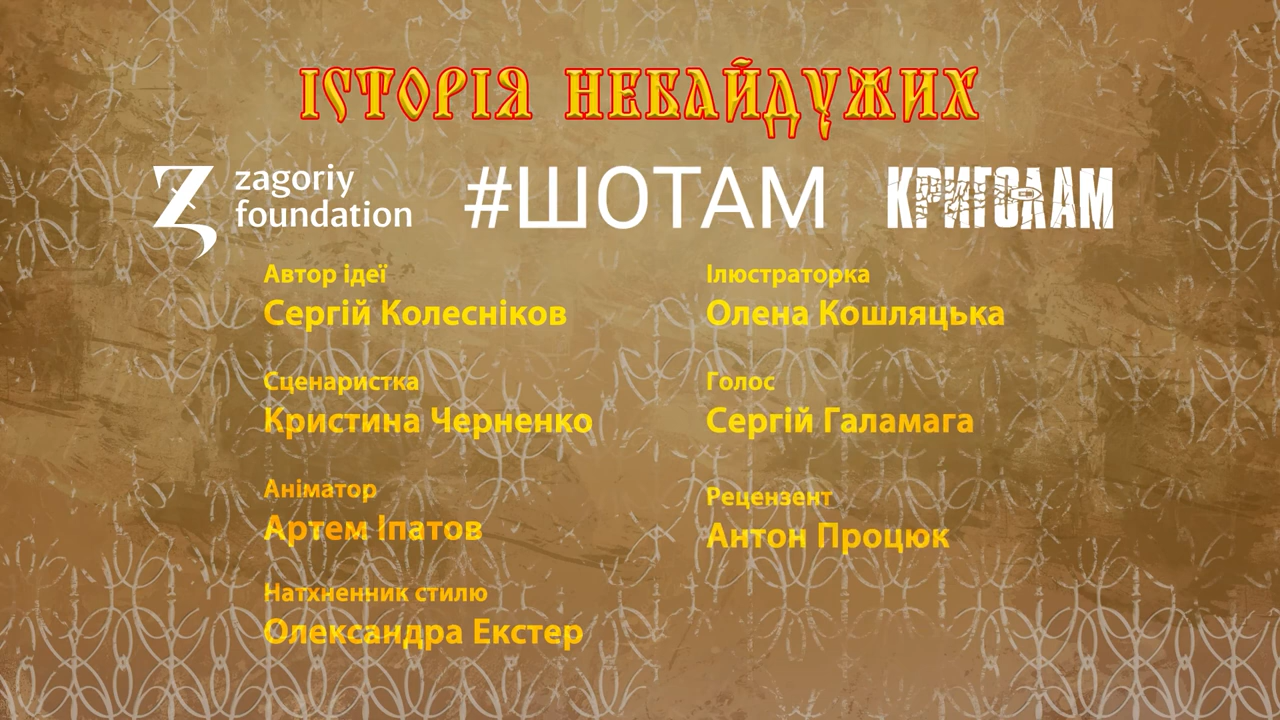 ІСТОРІЯ НЕБАЙДУЖИХ
zagoriy
foundation
#ШОТАМ
КРИГОЛАМ
Автор ідеї
Сергій Колесніков
Сценаристка
Кристина Черненко
Аніматор
Артем Іпатов
Натхненник стилю
Олександра Екстер
Ілюстраторка
Олена Кошляцька
Голос
Сергій Галамага
Рецензент
Антон Процюк